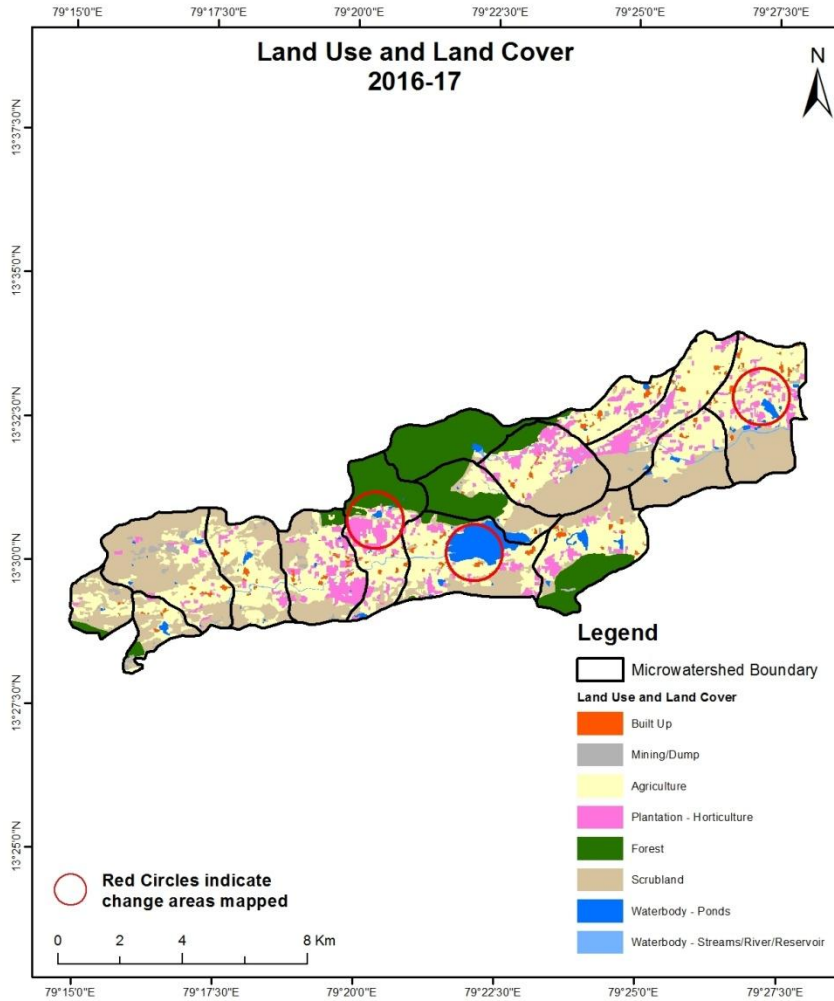 79°15'0"E 79°17'30"E 79°20'0"E 79°22'30"E 79°25'0"E 79°27'30"E
Land Use and Land Cover
2016-17
N
13°37'30"N
13°35'0"N
13°32'30"N
13°30'0"N
13°27'30"N
13°25'0"N
Legend
Microwatershed Boundary
Land Use and Land Cover
Built Up
Mining/Dump
Agriculture
Plantation - Horticulture
Forest
Scrubland
Waterbody - Ponds
Waterbody - Streams/River/Reservoir
Red Circles indicate
change areas mapped
0 2 4 8 Km
79°15'0"E 79°17'30"E 79°20'0"E 79°22'30"E 79°25'0"E 79°27'30"E